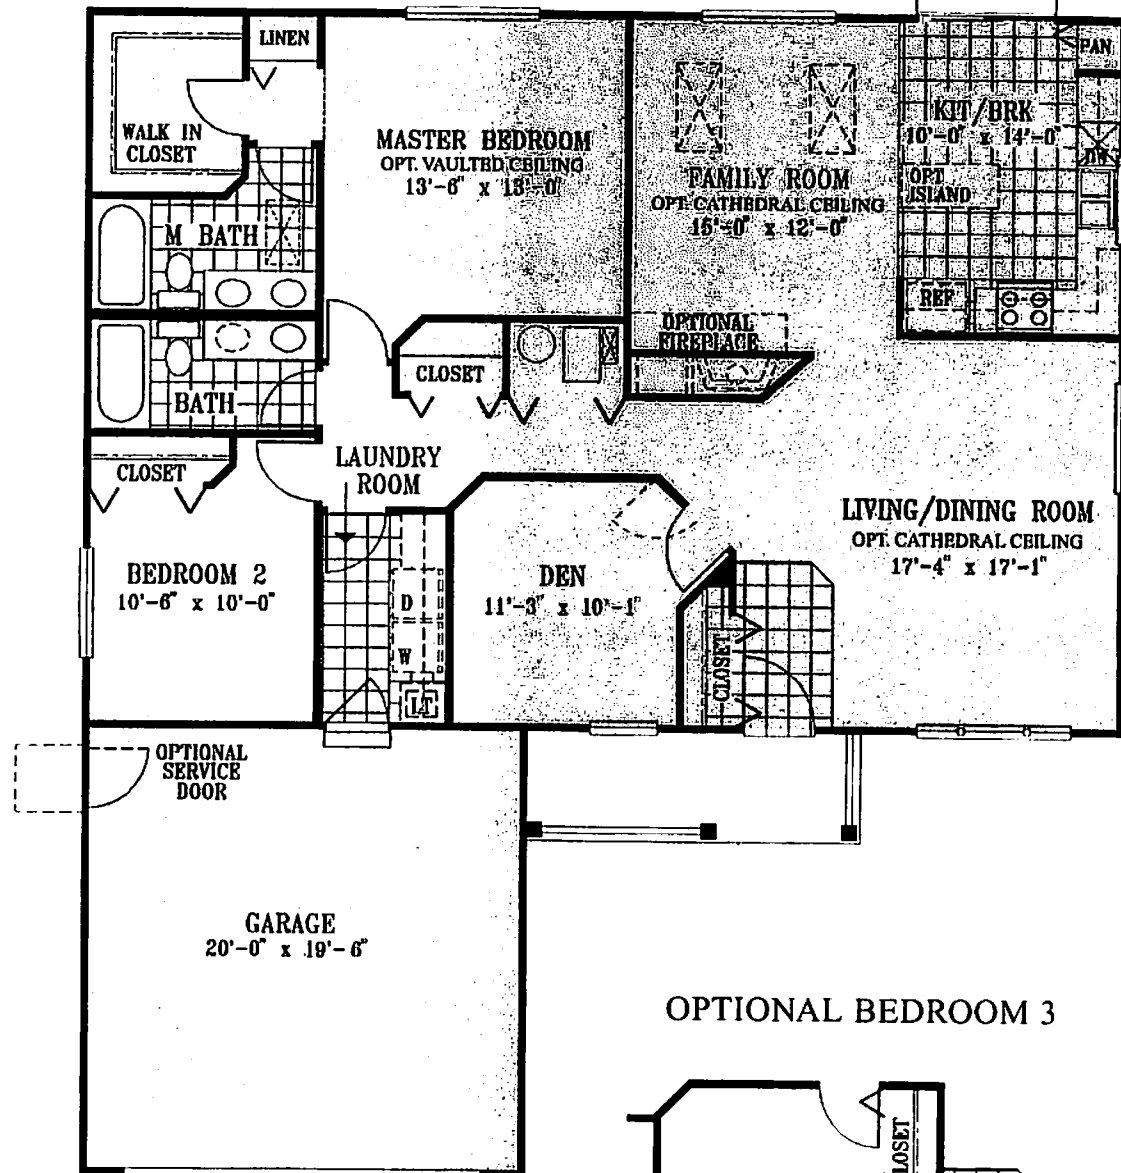 LINEN
WALK IN
CLOSET
MASTER BEDROOM
OPT. VAULTED CEILING
13'-6" x 15'-0"
FAMILY ROOM
OPT. CATHEDRAL CEILING
15'-0" x 12'-0"
PAN
KIT/BRK
10'-0" x 14'-0"
DW
OPT
ISLAND
REF
M BATH
OPTIONAL
FIREPLACE
CLOSET
BATH
CLOSET
LAUNDRY
ROOM
LIVING/DINING ROOM
OPT. CATHEDRAL CEILING
17'-4" x 17'-1"
BEDROOM 2
10'-6" x 10'-0"
D
W
LT
DEN
11'-3" x 10'-1"
CLOSET
OPTIONAL
SERVICE
DOOR
GARAGE
20'-0" x 19'-6"
OPTIONAL BEDROOM 3
LOSET